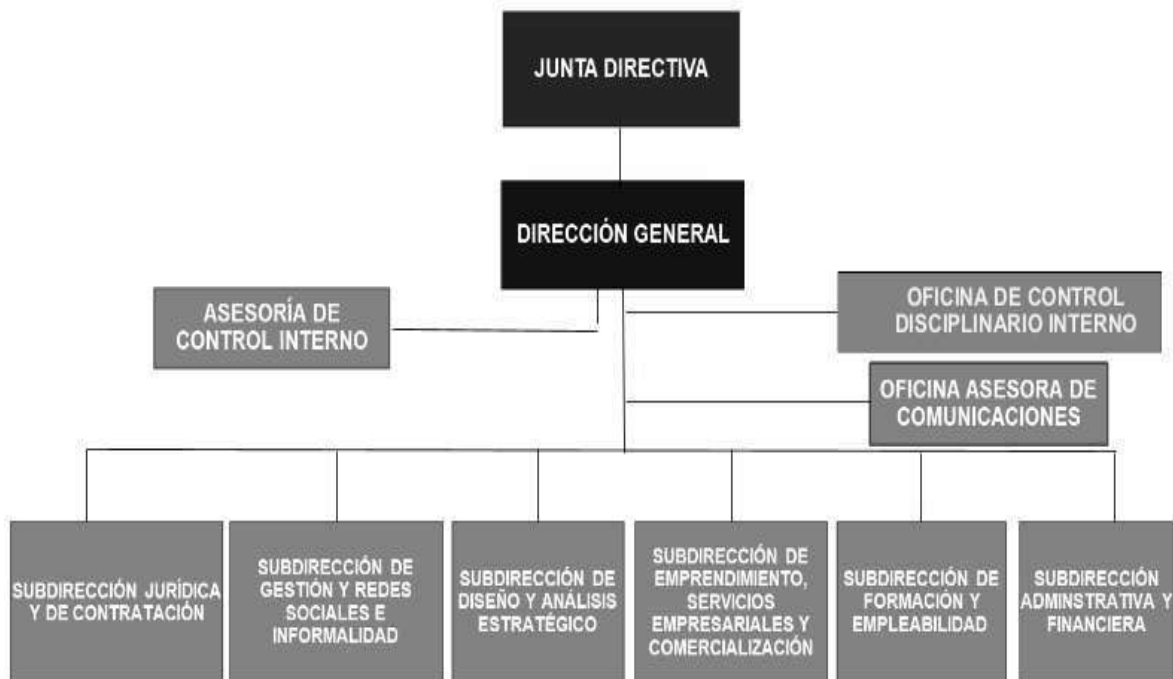 JUNTA DIRECTIVA
DIRECCIÓN GENERAL
ASESORÍA DE
CONTROL INTERNO
OFICINA DE CONTROL
DISCIPLINARIO INTERNO
OFICINA ASESORA DE
COMUNICACIONES
SUBDIRECCIÓN JURÍDICA
Y DE CONTRATACIÓN
SUBDIRECCIÓN DE
GESTIÓN Y REDES
SOCIALES E
INFORMALIDAD
SUBDIRECCIÓN DE
DISEÑO Y ANÁLISIS
ESTRATÉGICO
SUBDIRECCIÓN DE
EMPRENDIMIENTO,
SERVICIOS
EMPRESARIALES Y
COMERCIALIZACIÓN
SUBDIRECCIÓN DE
FORMACIÓN Y
EMPLEABILIDAD
SUBDIRECCIÓN
ADMINSTRATIVA Y
FINANCIERA